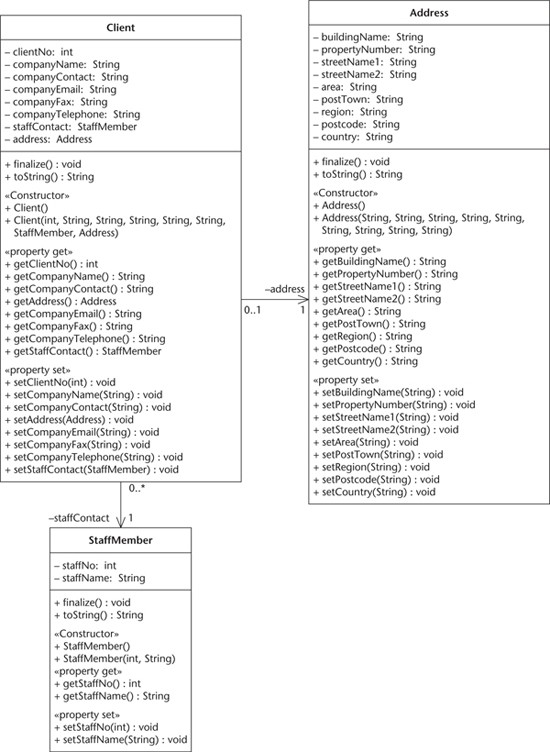 Client
– clientNo: int
– companyName: String
– companyContact: String
– companyEmail: String
– companyFax: String
– companyTelephone: String
– staffContact: StaffMember
– address: Address
+ finalize() : void
+ toString() : String
«Constructor»
+ Client()
+ Client(int, String, String, String, String, String,
StaffMember, Address)
«property get»
+ getClientNo() : int
+ getCompanyName() : String
+ getCompanyContact() : String
+ getAddress() : Address
+ getCompanyEmail() : String
+ getCompanyFax() : String
+ getCompanyTelephone() : String
+ getStaffContact() : StaffMember
«property set»
+ setClientNo(int) : void
+ setCompanyName(String) : void
+ setCompanyContact(String) : void
+ setAddress(Address) : void
+ setCompanyEmail(String) : void
+ setCompanyFax(String) : void
+ setCompanyTelephone(String) : void
+ setStaffContact(StaffMember) : void
–address
0..1
1
Address
– buildingName: String
– propertyNumber: String
– streetName1: String
– streetName2: String
– area: String
– postTown: String
– region: String
– postcode: String
– country: String
+ finalize() : void
+ toString() : String
«Constructor»
+ Address()
+ Address(String, String, String, String, String,
String, String, String, String)
«property get»
+ getBuildingName() : String
+ getPropertyNumber() : String
+ getStreetName1() : String
+ getStreetName2() : String
+ getArea() : String
+ getPostTown() : String
+ getRegion() : String
+ getPostcode() : String
+ getCountry() : String
«property set»
+ setBuildingName(String) : void
+ setPropertyNumber(String) : void
+ setStreetName1(String) : void
+ setStreetName2(String) : void
+ setArea(String) : void
+ setPostTown(String) : void
+ setRegion(String) : void
+ setPostcode(String) : void
+ setCountry(String) : void
0..*
–staffContact
1
StaffMember
– staffNo: int
– staffName: String
+ finalize() : void
+ toString() : String
«Constructor»
+ StaffMember()
+ StaffMember(int, String)
«property get»
+ getStaffNo() : int
+ getStaffName() : String
«property set»
+ setStaffNo(int) : void
+ setStaffName(String) : void